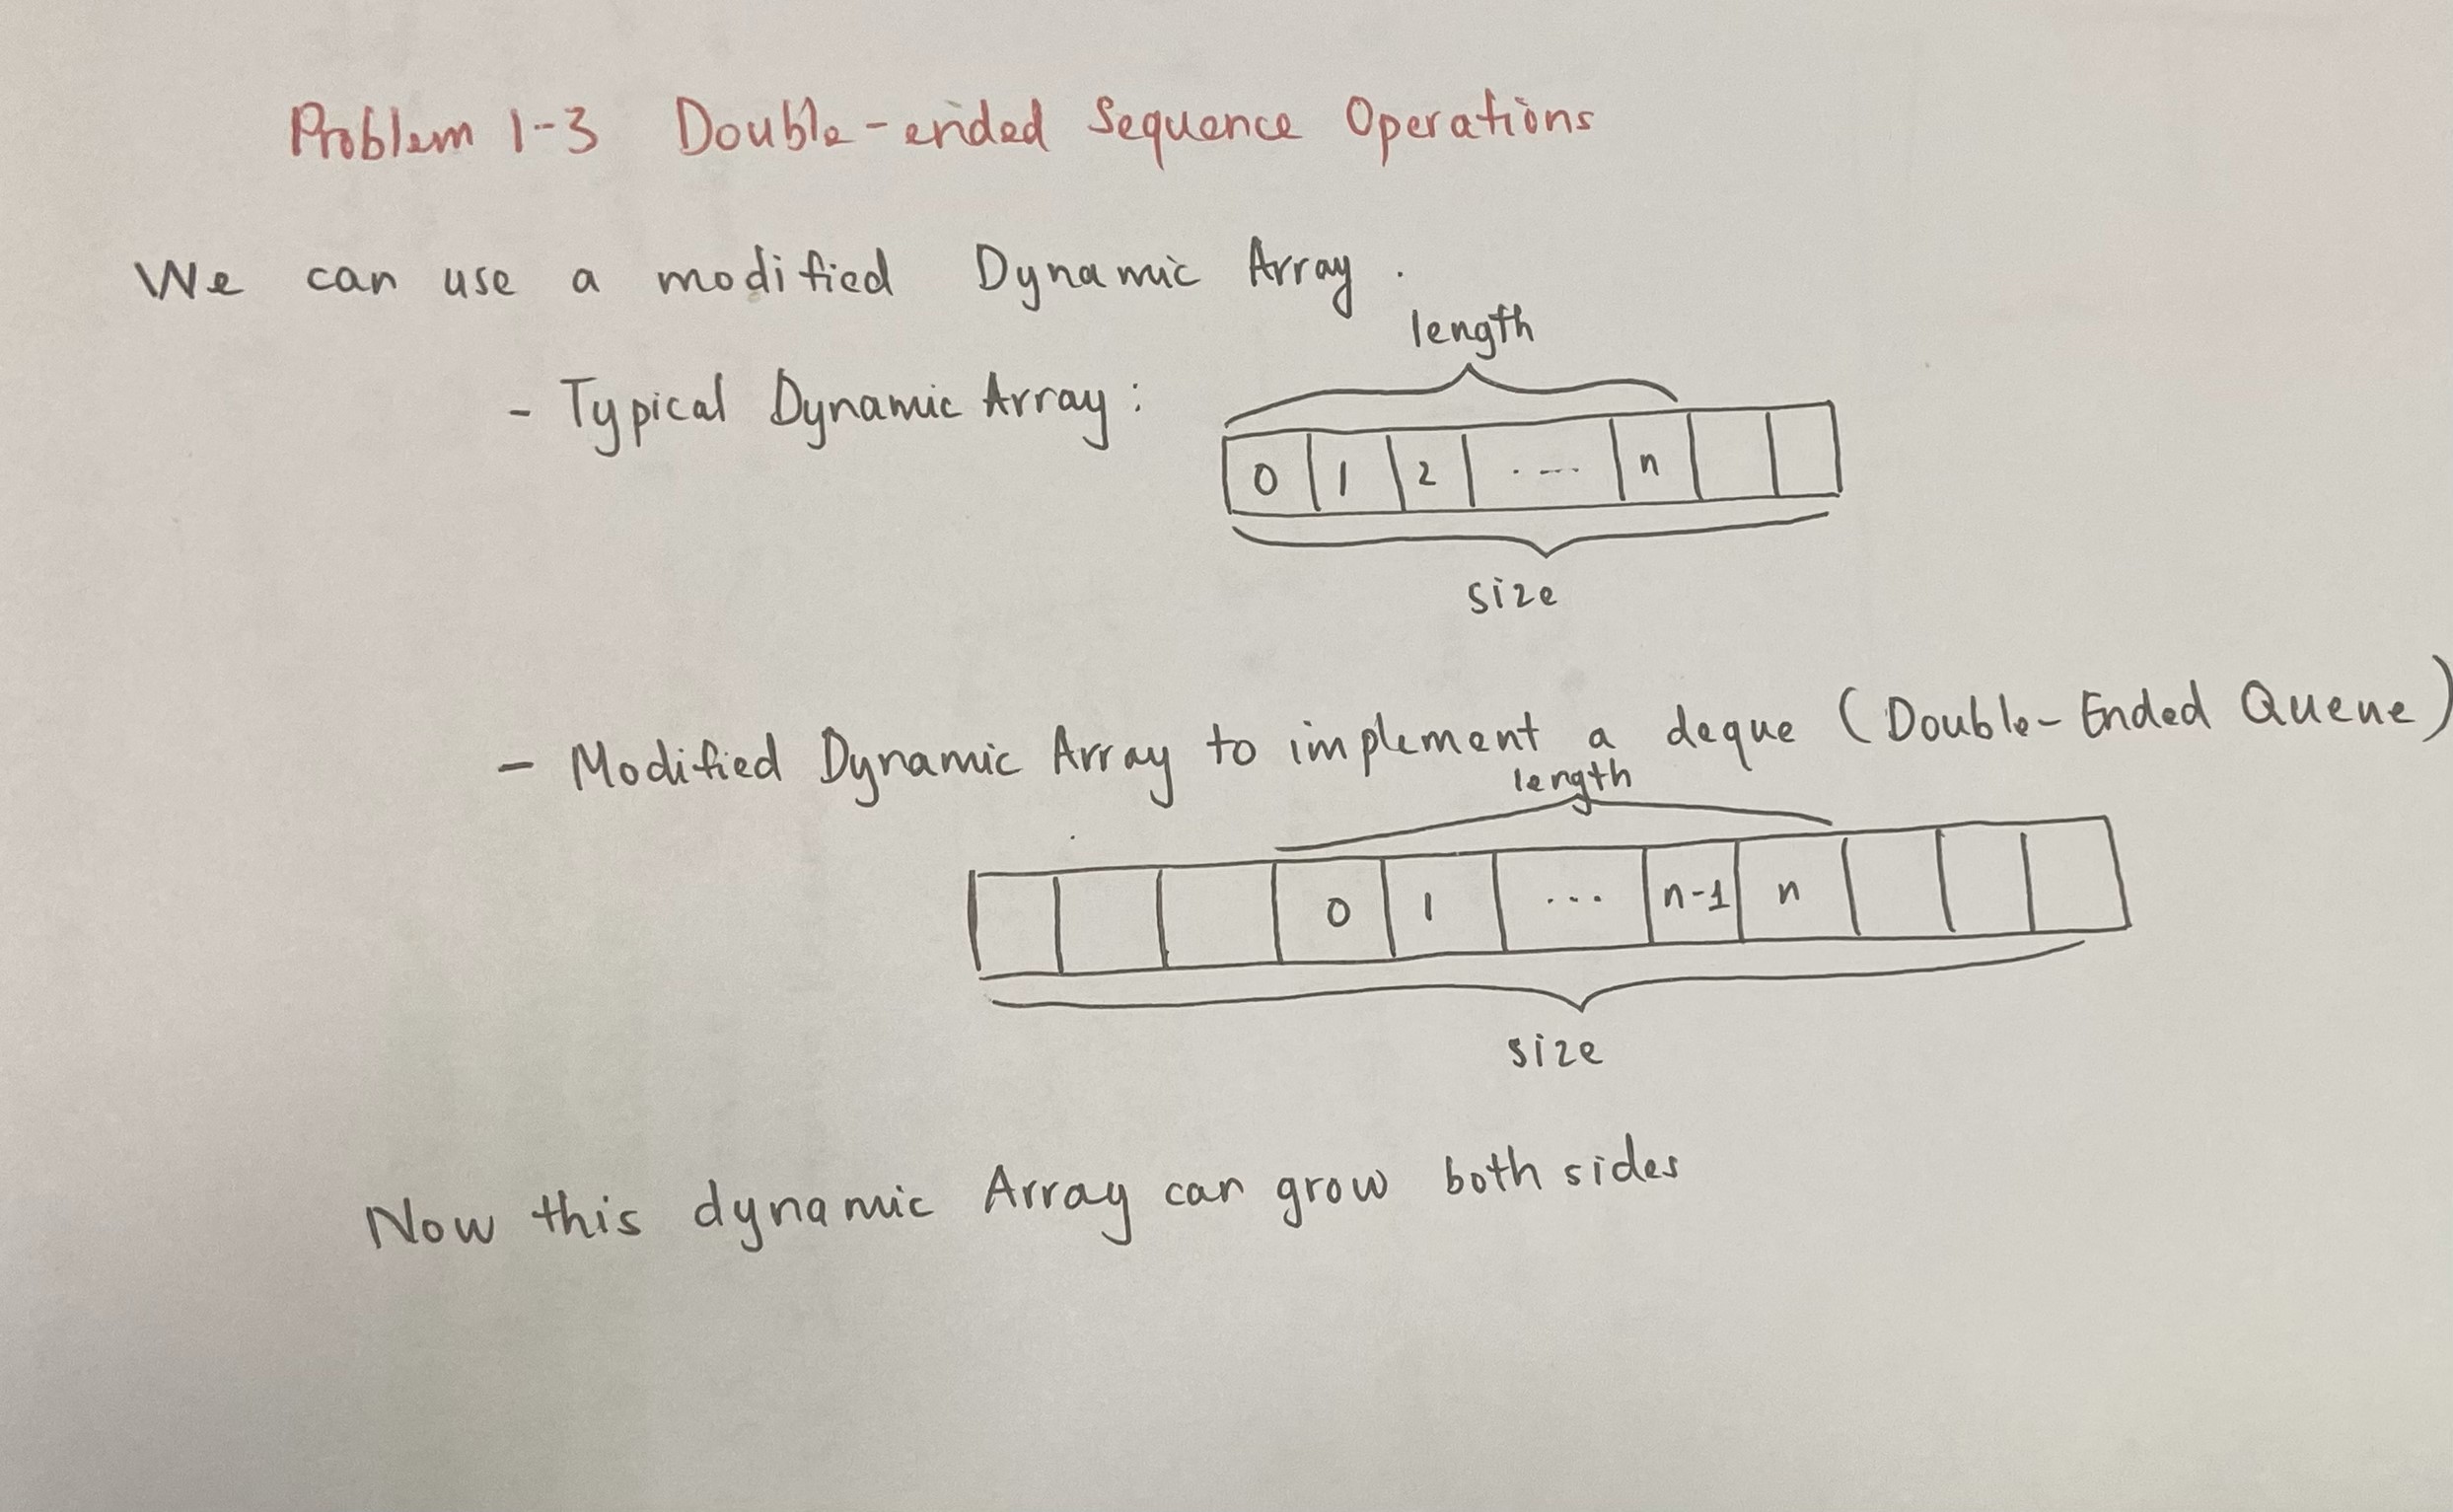 Problem 1-3 Double-ended Sequence Operations
We can use a modified Dynamic Array.
length
- Typical Dynamic Array:
0 1 2 .... n
size
- Modified Dynamic Array to implement a deque (Double-Ended Queue)
length
0 1 ... n-1 n
size
Now this dynamic Array can grow both sides